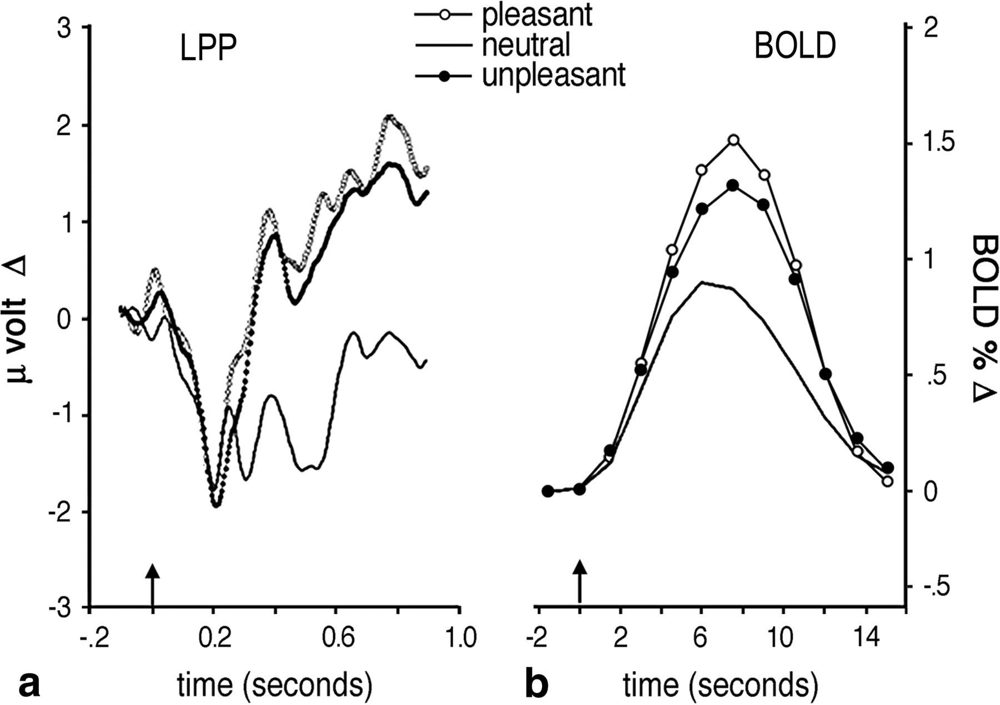 pleasant
neutral
unpleasant
LPP
3
2
1
0
-1
-2
-3
μ volt Δ
-.2
0.2
0.6
1.0
time (seconds)
a
BOLD
2
1.5
1
.5
0
-.5
BOLD % Δ
-2
2
6
10
14
time (seconds)
b